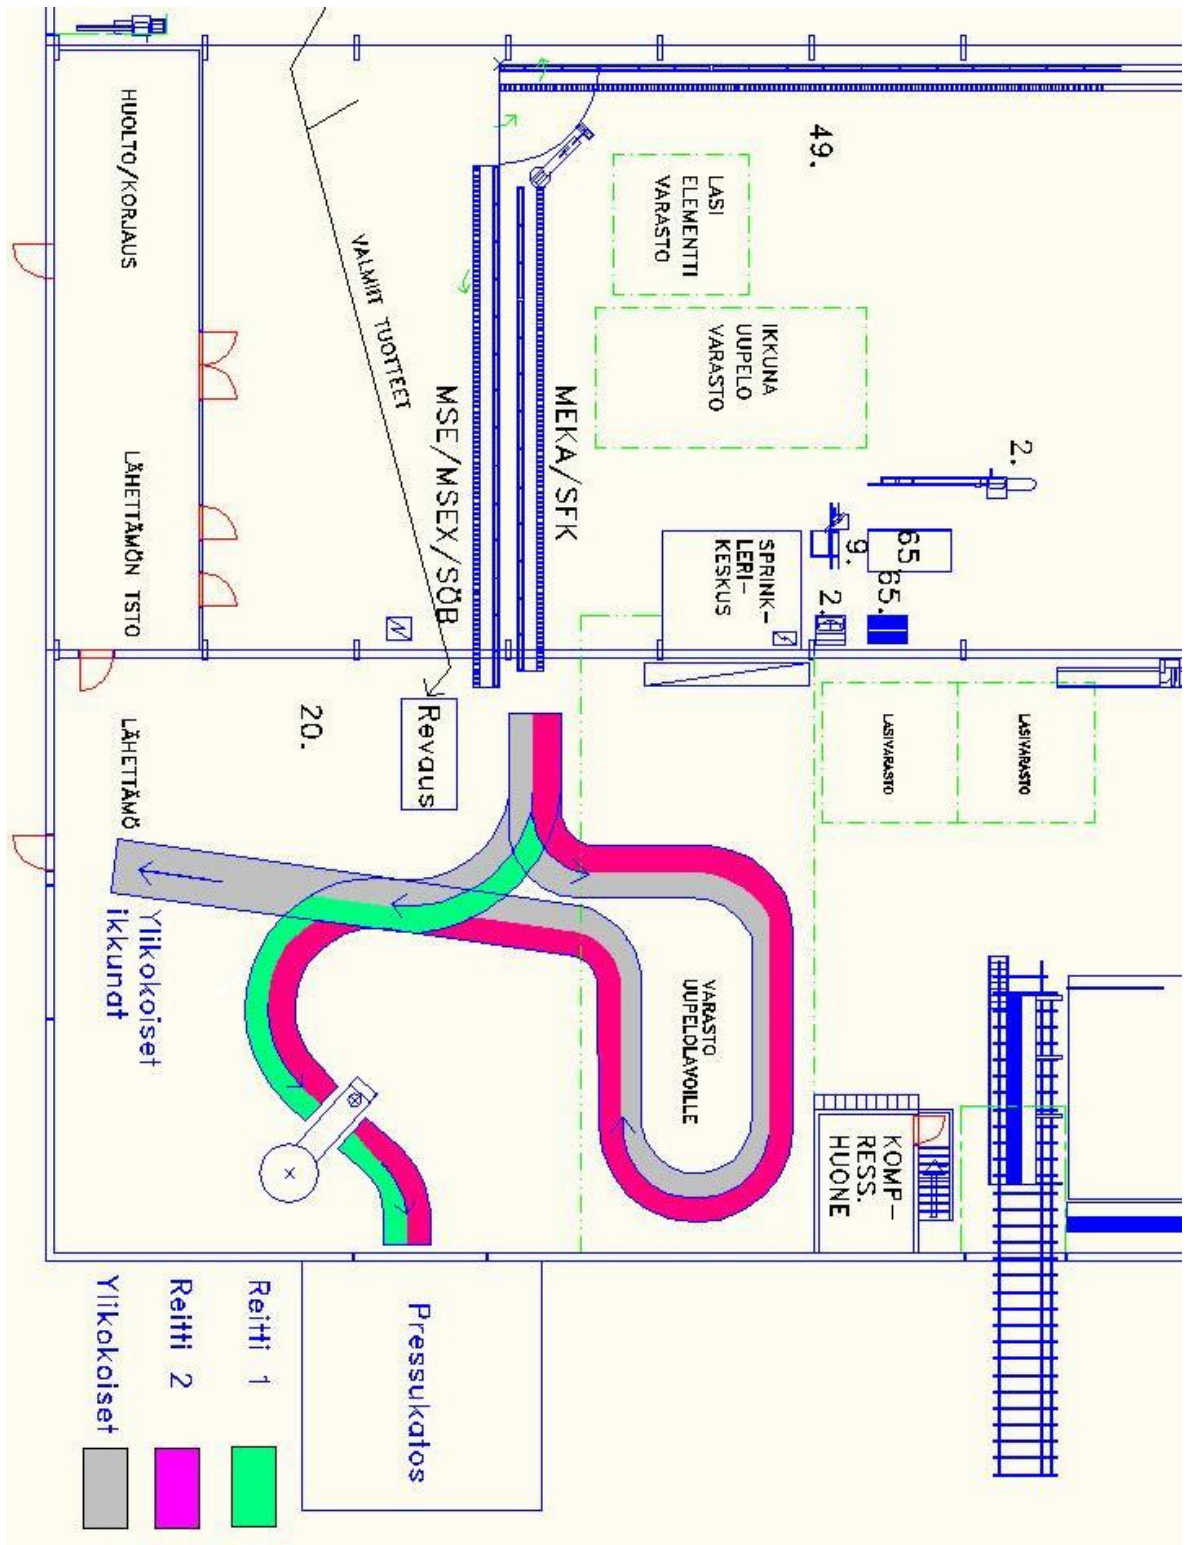 HUOLTO/KORJAUS
LÄHETTÄMÖN TSTO
LÄHETTÄMÖ
VALMIIT TUOTTEET
MSE/MSEX/SÖB
MEKA/SFK
49.
LASI
ELEMENTTI
VARASTO
IKKUNA
UUPELO
VARASTO
2.
65.
9.
65.
2.
SPRINK-
LERI-
KESKUS
20.
Revaus
LASIVARASTO
LASIVARASTO
Ylikokoiset
ikkunat
VARASTO
UUPELOLAVOILLE
KOMP-
RESS.
HUONE
Pressukatos
Reitti 1
Reitti 2
Ylikokoiset